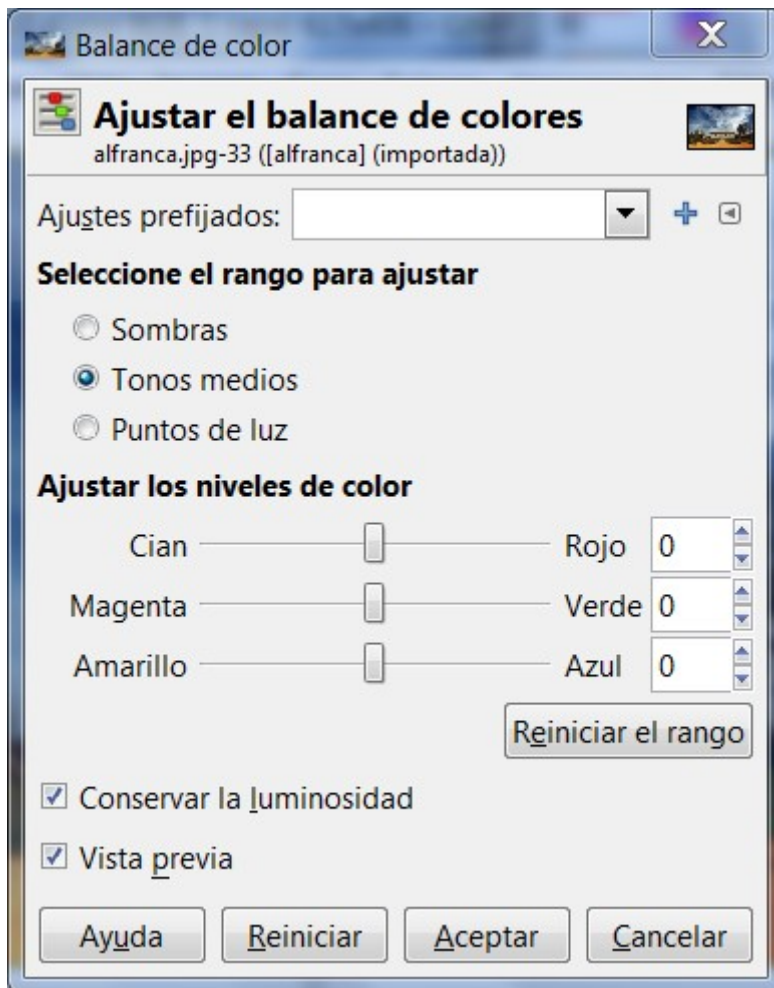 Balance de color
Ajustar el balance de colores
alfranca.jpg-33 ([alfranca] (importada))
Ajustes prefijados:
Seleccione el rango para ajustar
Sombras
Tonos medios
Puntos de luz
Ajustar los niveles de color
Cian Rojo 0
Magenta Verde 0
Amarillo Azul 0
Reiniciar el rango
Conservar la luminosidad
Vista previa
Ayuda Reiniciar Aceptar Cancelar